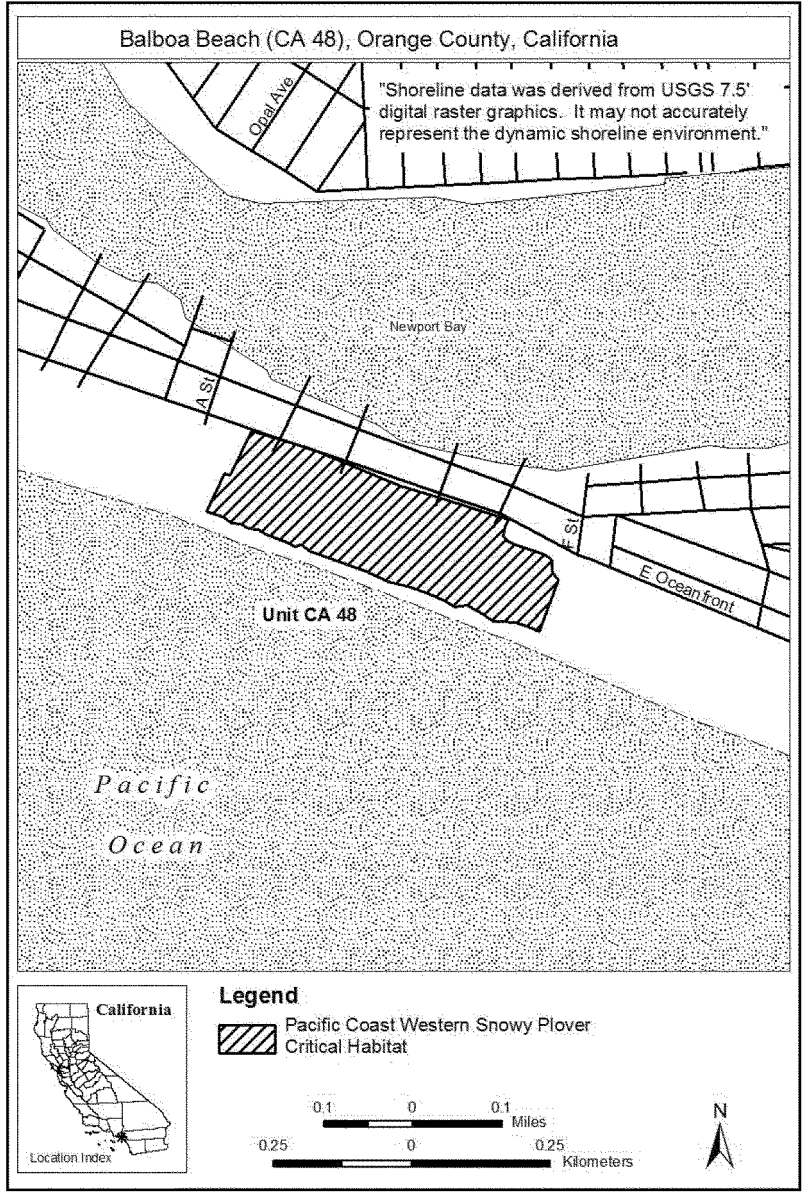 Balboa Beach (CA 48), Orange County, California
"Shoreline data was derived from USGS 7.5'
digital raster graphics. It may not accurately
represent the dynamic shoreline environment."
Opal Ave
Newport Bay
A St
F St
E Oceanfront
Unit CA 48
Pacific
Ocean
California
Location Index
Legend
Pacific Coast Western Snowy Plover
Critical Habitat
0.1 0 0.1
Miles
0.25 0 0.25
Kilometers
N